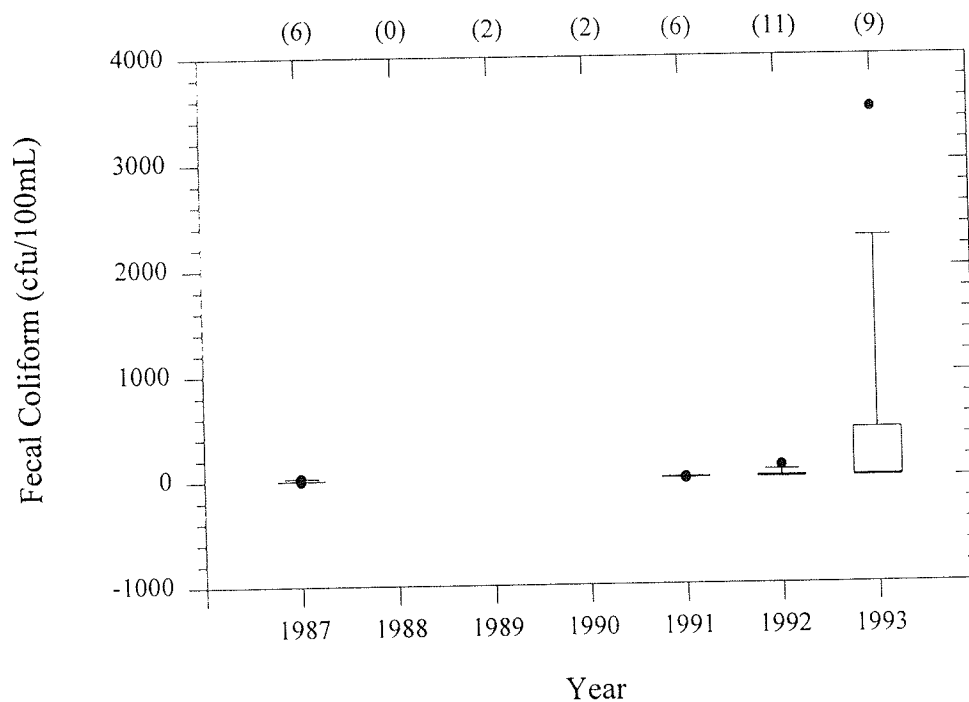 (6) (0) (2) (2) (6) (11) (9)
4000
3000
2000
1000
0
-1000
Fecal Coliform (cfu/100mL)
1987 1988 1989 1990 1991 1992 1993
Year